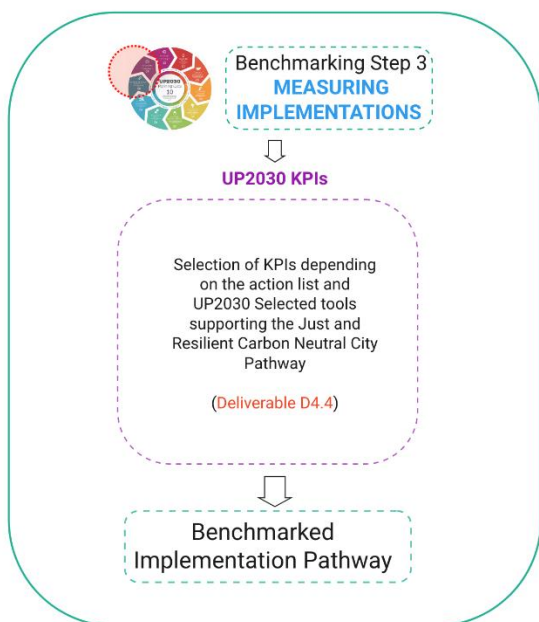 Benchmarking Step 3
MEASURING
IMPLEMENTATIONS
UP2030
UP2030 KPIs
Selection of KPIs depending
on the action list and
UP2030 Selected tools
supporting the Just and
Resilient Carbon Neutral City
Pathway
(Deliverable D4.4)
Benchmarked
Implementation Pathway